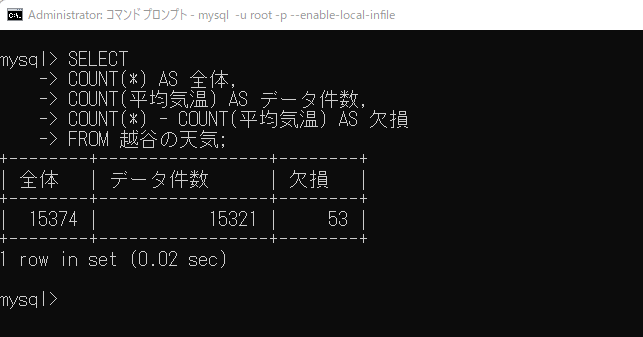 Administrator: コマンドプロンプト - mysql -u root -p --enable-local-infile
mysql> SELECT
    -> COUNT(*) AS 全体,
    -> COUNT(平均気温) AS データ件数,
    -> COUNT(*) - COUNT(平均気温) AS 欠損
    -> FROM 越谷の天気;
+--------+-----------------+--------+
| 全体   | データ件数      | 欠損   |
+--------+-----------------+--------+
|  15374 |           15321 |     53 |
+--------+-----------------+--------+
1 row in set (0.02 sec)
mysql>